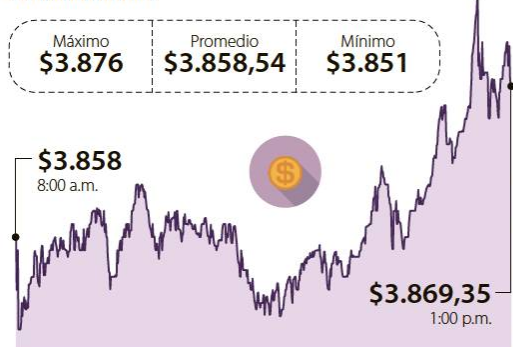 Máximo
$3.876
Promedio
$3.858,54
Mínimo
$3.851
$3.858
8:00 a.m.
$
$3.869,35
1:00 p.m.